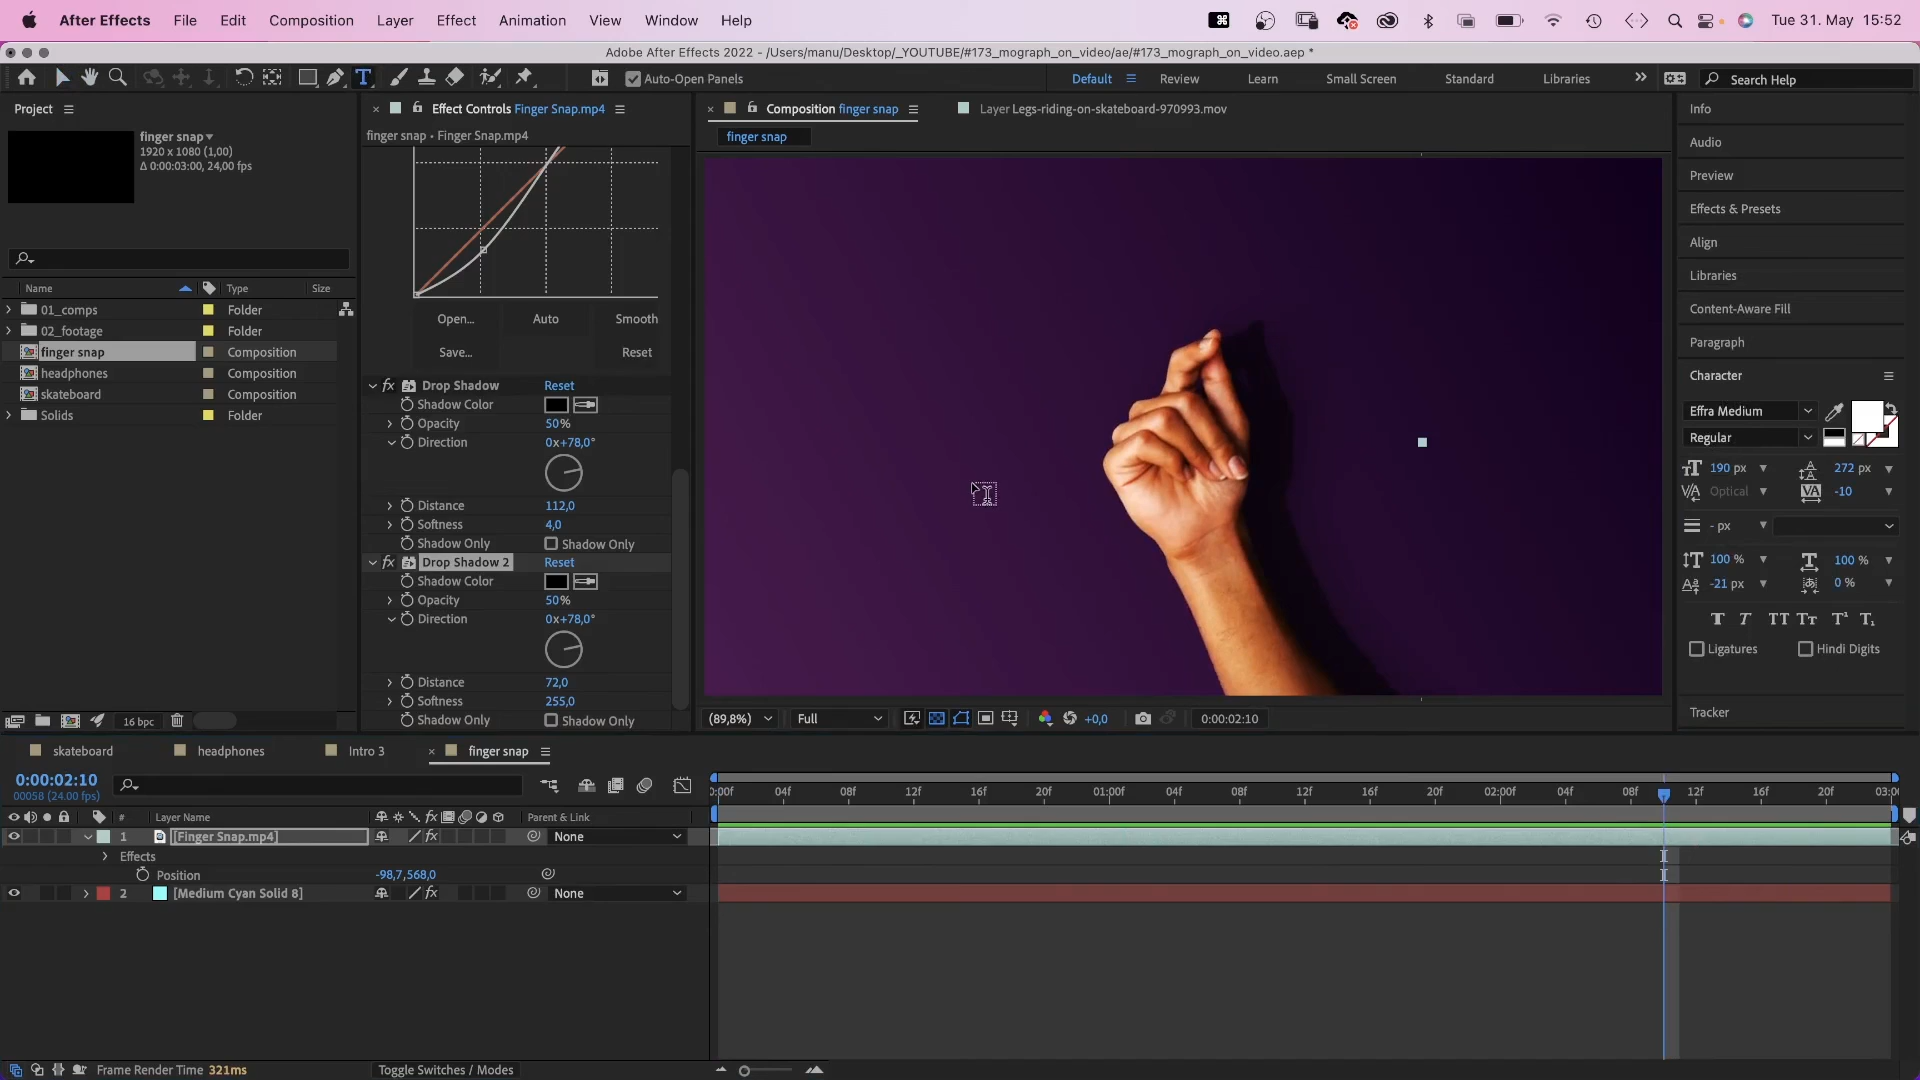 After Effects File Edit Composition Layer Effect Animation View Window Help Tue 31. May 15:52
Adobe After Effects 2022 - /Users/manu/Desktop/_YOUTUBE/#173_mograph_on_video/ae/#173_mograph_on_video.aep *
T Auto-Open Panels Default Review Learn Small Screen Standard Libraries Search Help
Project
finger snap
1920 x 1080 (1,00)
Δ 0:00:03:00, 24,00 fps
Name Type Size
01_comps Folder
02_footage Folder
finger snap Composition
headphones Composition
skateboard Composition
Solids Folder
16 bpc
Effect Controls Finger Snap.mp4
finger snap • Finger Snap.mp4
Open... Auto Smooth
Save... Reset
fx Drop Shadow Reset
Shadow Color
Opacity 50%
Direction 0x+78,0°
Distance 112,0
Softness 4,0
Shadow Only Shadow Only
fx Drop Shadow 2 Reset
Shadow Color
Opacity 50%
Direction 0x+78,0°
Distance 72,0
Softness 255,0
Shadow Only Shadow Only
Composition finger snap Layer Legs-riding-on-skateboard-970993.mov
finger snap
(89,8%) Full +0,0 0:00:02:10
Info
Audio
Preview
Effects & Presets
Align
Libraries
Content-Aware Fill
Paragraph
Character
Effra Medium
Regular
190 px 272 px
Optical -10
- px
100 % 100 %
-21 px 0 %
T T TT Tt T¹ T₁
Ligatures Hindi Digits
Tracker
skateboard headphones Intro 3 finger snap
0:00:02:10
00058 (24.00 fps)
0:00f 04f 08f 12f 16f 20f 01:00f 04f 08f 12f 16f 20f 02:00f 04f 08f 12f 16f 20f 03:00
# Layer Name fx Parent & Link
1 [Finger Snap.mp4] fx None
Effects
Position -98,7,568,0
2 [Medium Cyan Solid 8] fx None
Frame Render Time 321ms Toggle Switches / Modes